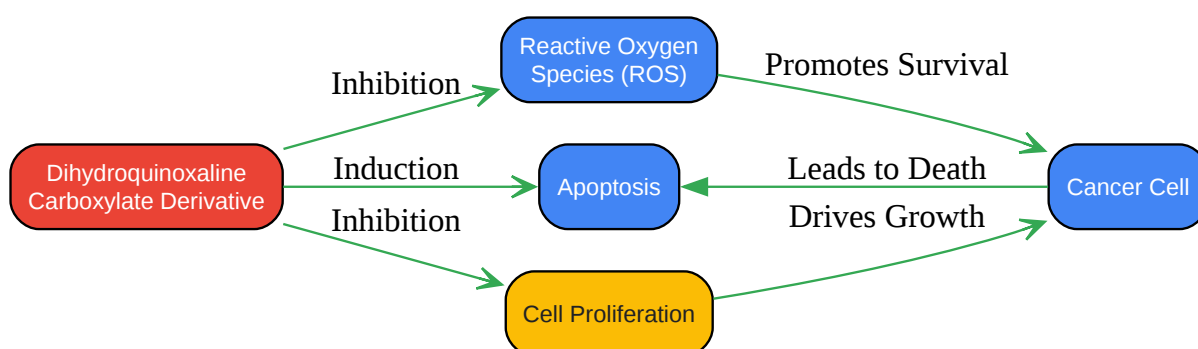 Reactive Oxygen
Species (ROS)
Promotes Survival
Inhibition
Dihydroquinoxaline
Carboxylate Derivative
Induction
Apoptosis
Leads to Death
Cancer Cell
Inhibition
Drives Growth
Cell Proliferation